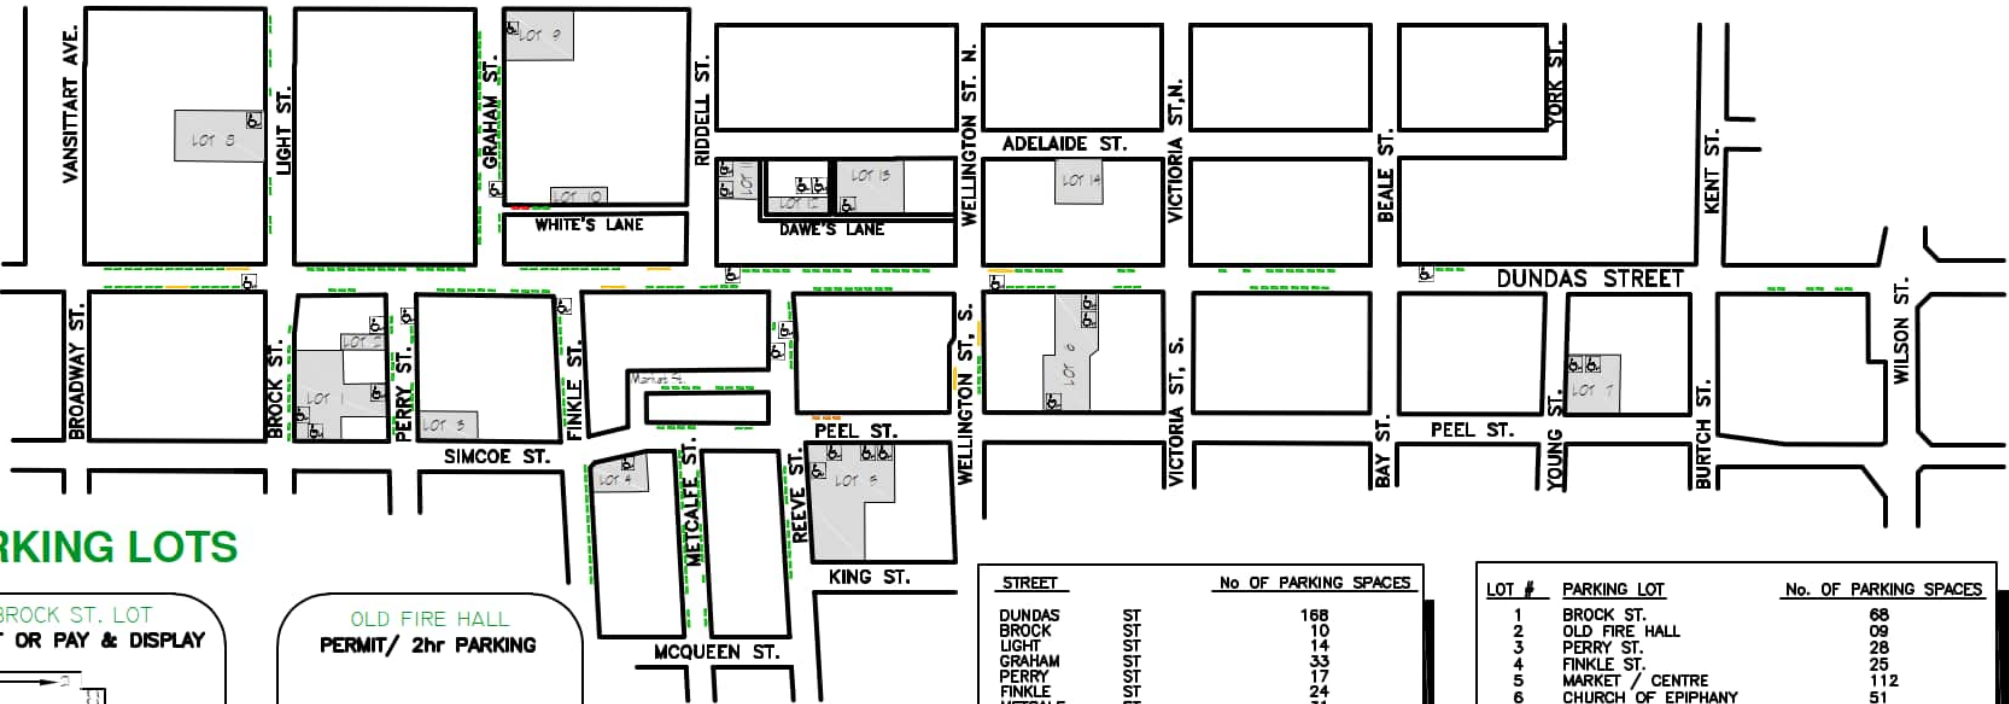 VANSITTART AVE.
LIGHT ST.
GRAHAM ST.
RIDDELL ST.
WELLINGTON ST. N.
VICTIORIA ST,N.
BEALE ST.
YORK ST.
KENT ST.
LOT 9
LOT 8
LOT 10
WHITE'S LANE
ADELAIDE ST.
LOT 12
LOT 13
LOT 14
DAWE'S LANE
DUNDAS STREET
BROADWAY ST.
BROCK ST.
PERRY ST.
FINKLE ST.
WELLINGTON ST, S.
VICTORIA ST, S.
WILSON ST.
LOT 2
LOT 1
LOT 3
LOT 6
LOT 7
SIMCOE ST.
PEEL ST.
PEEL ST.
BAY ST.
YOUNG ST.
BURTCH ST.
LOT 4
METCALFE ST.
REEVE ST.
LOT 5
KING ST.
MCQUEEN ST.
RKING LOTS
BROCK ST. LOT
T OR PAY & DISPLAY
OLD FIRE HALL
PERMIT/ 2hr PARKING
STREET No OF PARKING SPACES
DUNDAS ST 168
BROCK ST 10
LIGHT ST 14
GRAHAM ST 33
PERRY ST 17
FINKLE ST 24
LOT # PARKING LOT No. OF PARKING SPACES
1 BROCK ST. 68
2 OLD FIRE HALL 09
3 PERRY ST. 28
4 FINKLE ST. 25
5 MARKET / CENTRE 112
6 CHURCH OF EPIPHANY 51